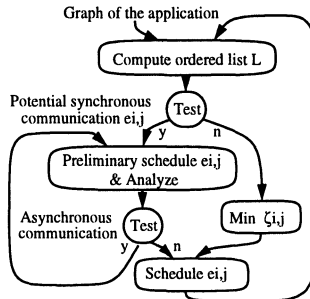 Graph of the application
Compute ordered list L
Potential synchronous
communication ei,j
Test
y
n
Preliminary schedule ei,j
& Analyze
Asynchronous
communication
Test
Min ζi,j
y
n
Schedule ei,j